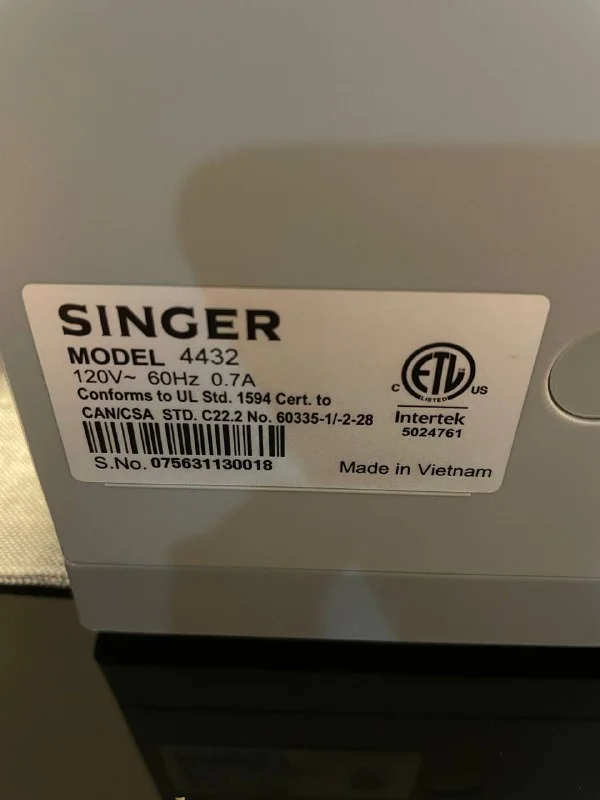 SINGER
MODEL 4432
120V~ 60Hz 0.7A
Conforms to UL Std. 1594 Cert. to
CAN/CSA STD. C22.2 No. 60335-1/-2-28
S.No. 075631130018
C ETL US
LISTED
Intertek
5024761
Made in Vietnam